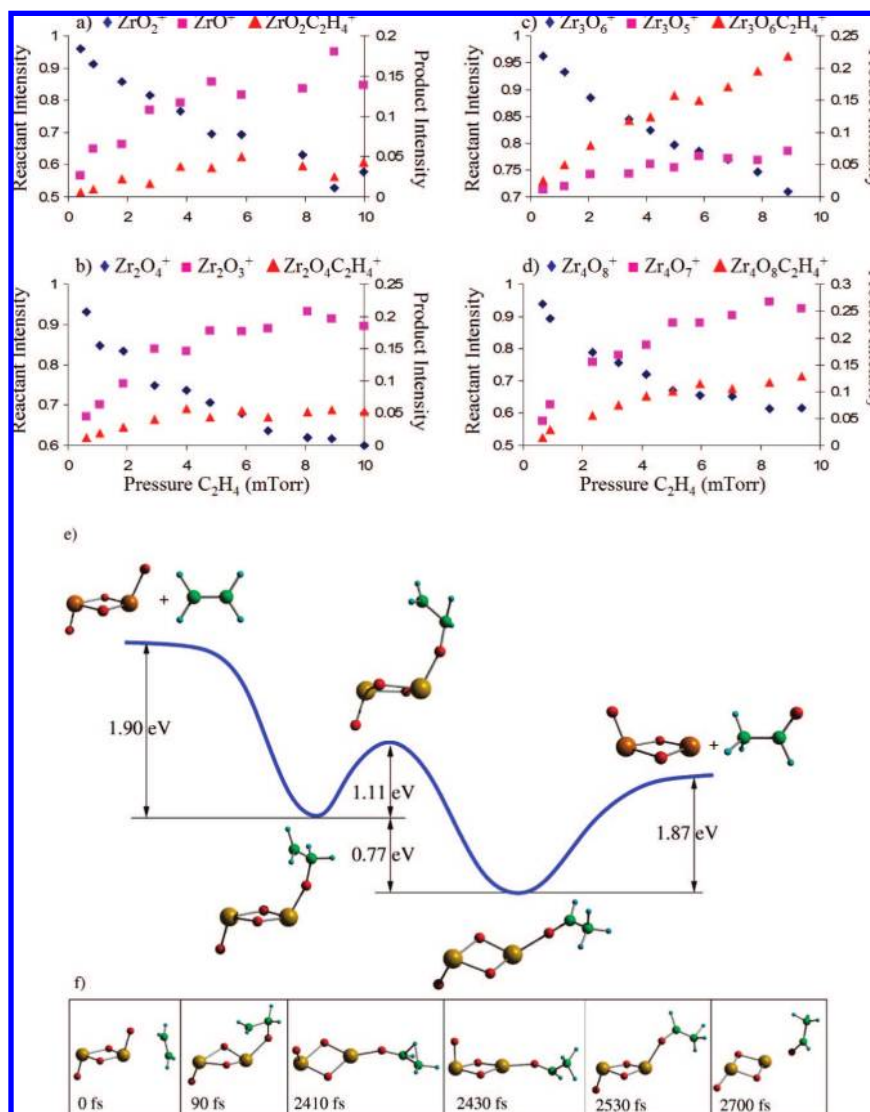 a) ◆ ZrO₂⁺ ■ ZrO⁺ ▲ ZrO₂C₂H₄⁺
Reactant Intensity
1
0.9
0.8
0.7
0.6
0.5
0 2 4 6 8 10
0.2
0.15
0.1
0.05
0
Product Intensity
c) ◆ Zr₃O₆⁺ ■ Zr₃O₅⁺ ▲ Zr₃O₆C₂H₄⁺
Reactant Intensity
1
0.95
0.9
0.85
0.8
0.75
0.7
0 2 4 6 8 10
0.25
0.2
0.15
0.1
0.05
0
b) ◆ Zr₂O₄⁺ ■ Zr₂O₃⁺ ▲ Zr₂O₄C₂H₄⁺
Reactant Intensity
1
0.9
0.8
0.7
0.6
0 2 4 6 8 10
0.25
0.2
0.15
0.1
0.05
0
Product Intensity
Pressure C₂H₄ (mTorr)
d) ◆ Zr₄O₈⁺ ■ Zr₄O₇⁺ ▲ Zr₄O₈C₂H₄⁺
Reactant Intensity
1
0.9
0.8
0.7
0.6
0.5
0 2 4 6 8 10
0.3
0.25
0.2
0.15
0.1
0.05
0
Pressure C₂H₄ (mTorr)
e)
+
1.90 eV
1.11 eV
0.77 eV
+
1.87 eV
f)
0 fs
90 fs
2410 fs
2430 fs
2530 fs
2700 fs